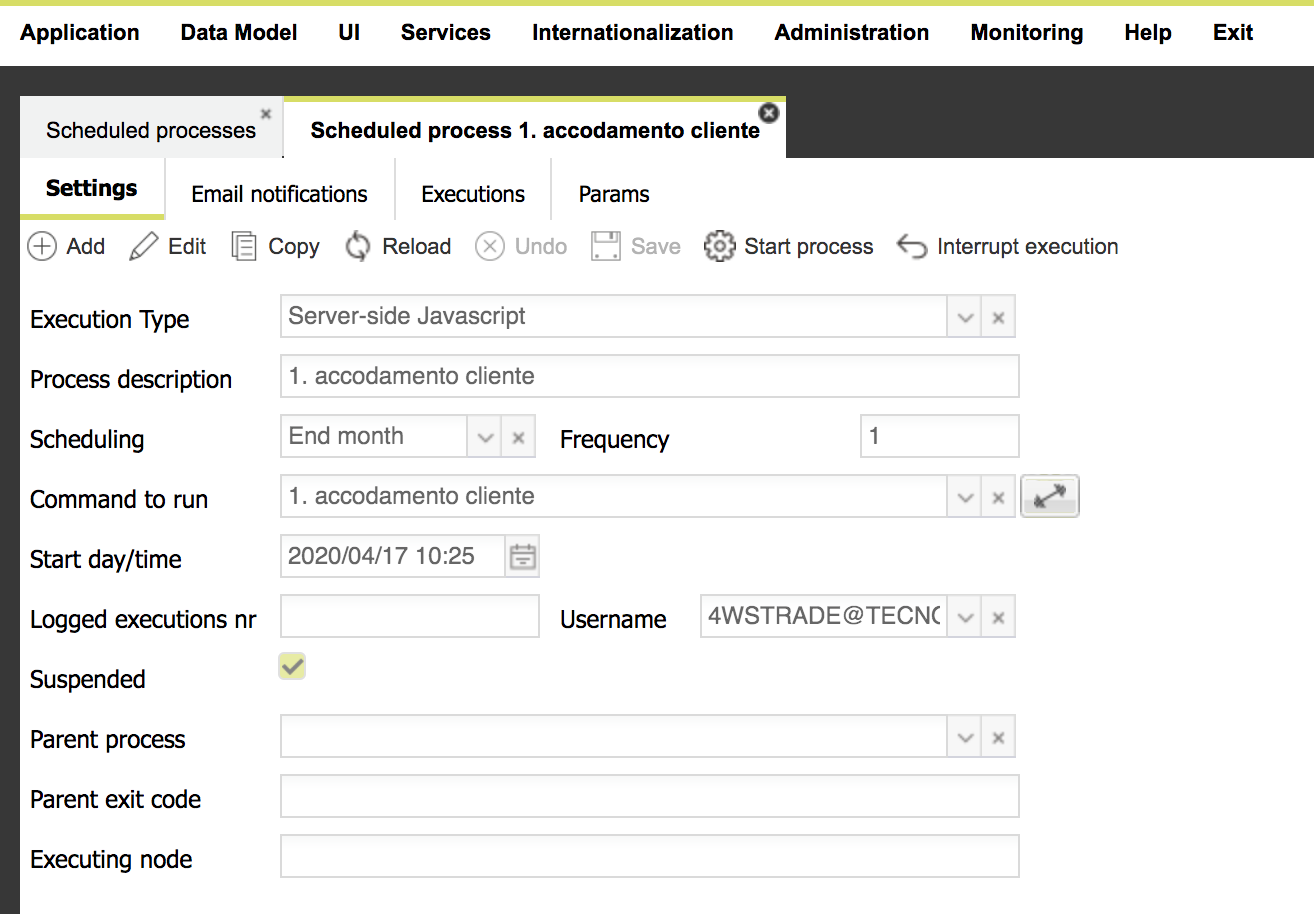 Application Data Model UI Services Internationalization Administration Monitoring Help Exit
Scheduled processes Scheduled process 1. accodamento cliente
Settings Email notifications Executions Params
Add Edit Copy Reload Undo Save Start process Interrupt execution
Execution Type Server-side Javascript
Process description 1. accodamento cliente
Scheduling End month Frequency 1
Command to run 1. accodamento cliente
Start day/time 2020/04/17 10:25
Logged executions nr Username 4WSTRADE@TECNO
Suspended
Parent process
Parent exit code
Executing node